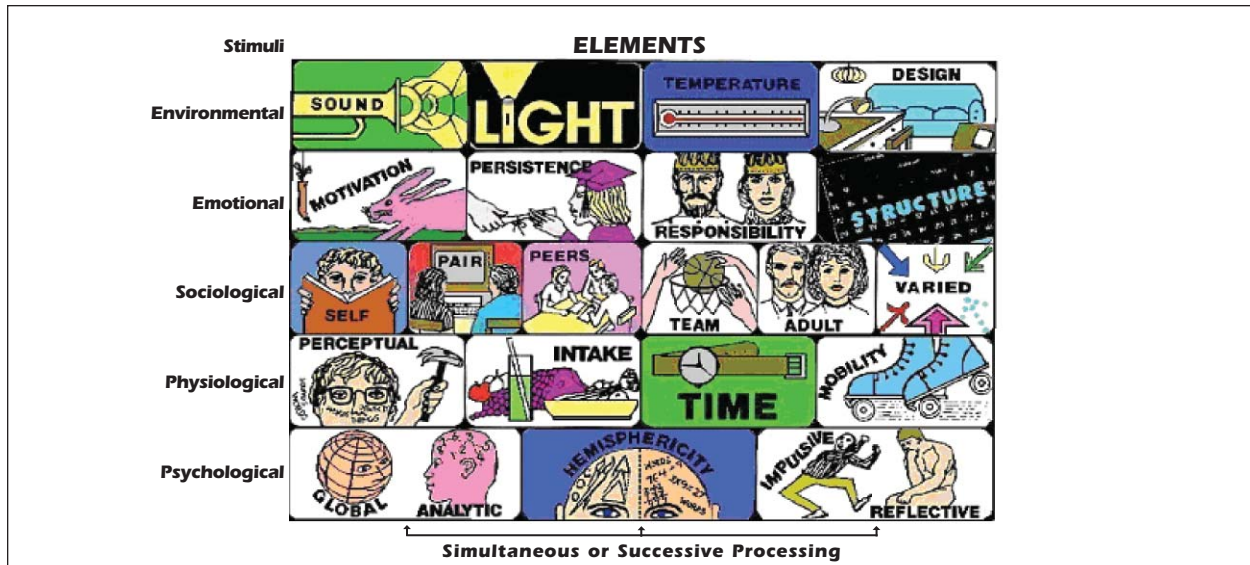 Stimuli
ELEMENTS
Environmental
SOUND
LIGHT
TEMPERATURE
DESIGN
Emotional
MOTIVATION
PERSISTENCE
RESPONSIBILITY
STRUCTURE
Sociological
SELF
PAIR
PEERS
TEAM
ADULT
VARIED
Physiological
PERCEPTUAL
INTAKE
TIME
MOBILITY
Psychological
GLOBAL
ANALYTIC
HEMISPHERICITY
IMPULSIVE
REFLECTIVE
Simultaneous or Successive Processing